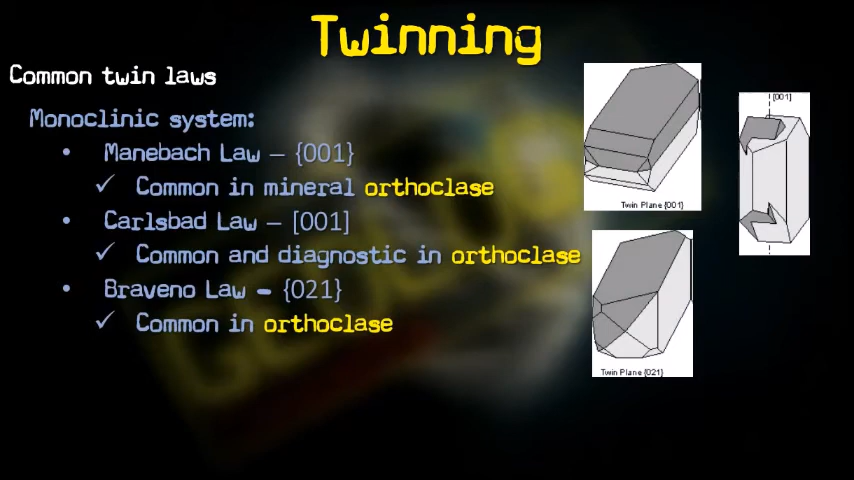 Twinning
Common twin laws
Monoclinic system:
• Manebach Law – {001}
✓ Common in mineral orthoclase
• Carlsbad Law – [001]
✓ Common and diagnostic in orthoclase
• Braveno Law – {021}
✓ Common in orthoclase
Twin Plane {001}
[001]
Twin Plane {021}